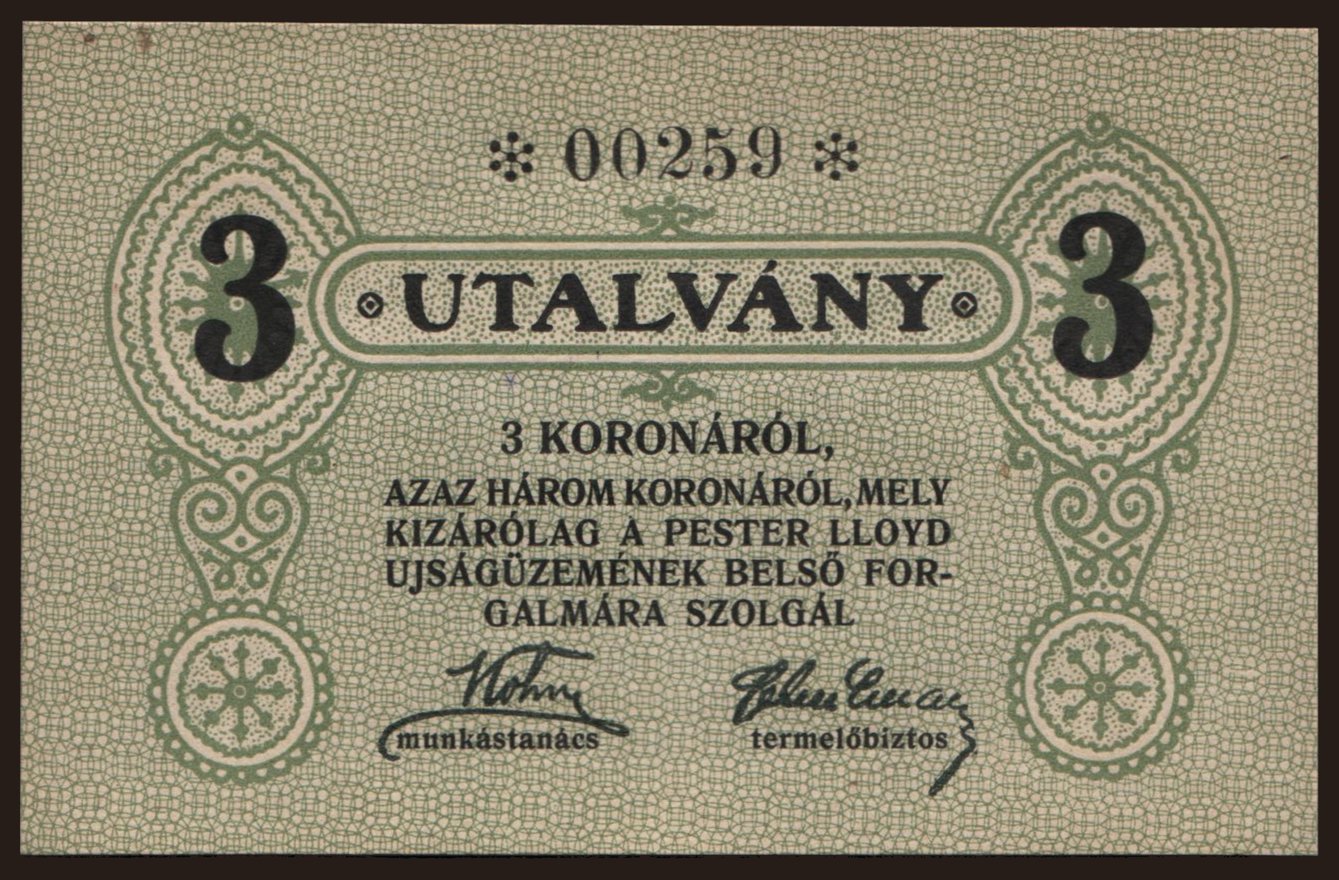 00259
3 UTALVÁNY 3
3 KORONÁRÓL,
AZAZ HÁROM KORONÁRÓL, MELY
KIZÁRÓLAG A PESTER LLOYD
UJSÁGÜZEMÉNEK BELSŐ FOR-
GALMÁRA SZOLGÁL
munkástanács termelőbiztos